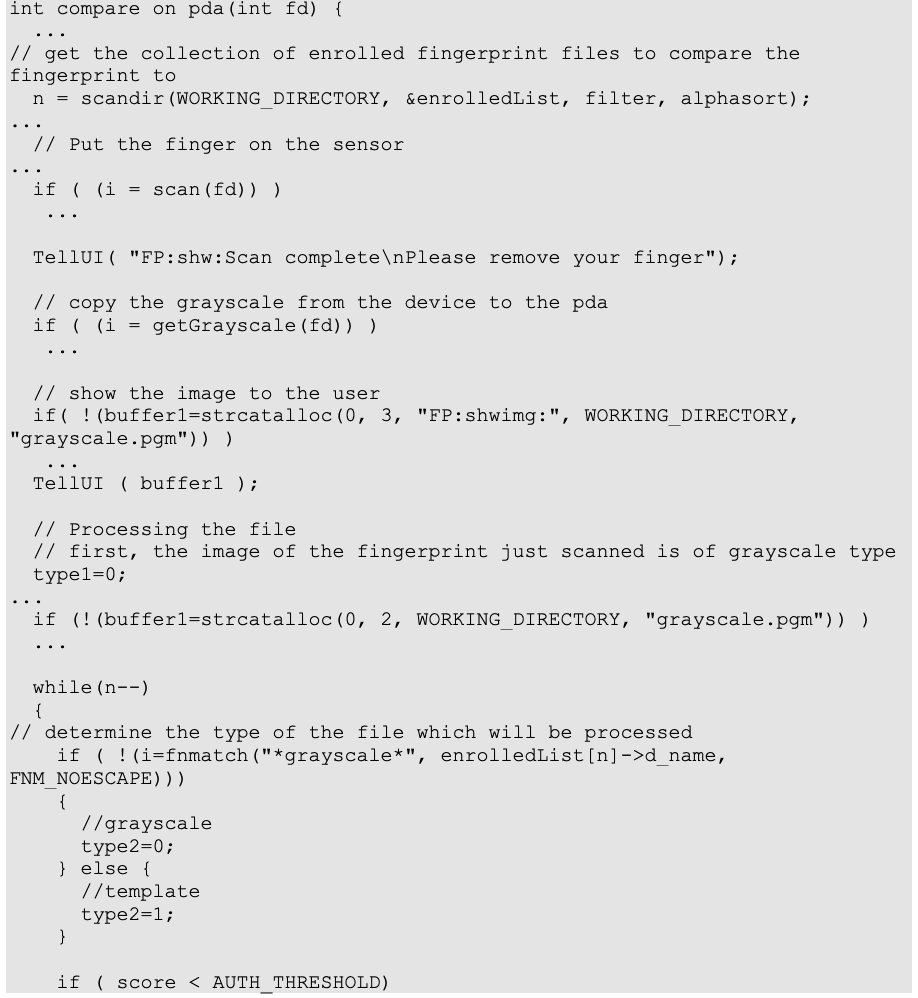 int compare on pda(int fd) {
...
// get the collection of enrolled fingerprint files to compare the
fingerprint to
n = scandir(WORKING_DIRECTORY, &enrolledList, filter, alphasort);
...
// Put the finger on the sensor
...
if ( (i = scan(fd)) )
...
TellUI( "FP:shw:Scan complete\nPlease remove your finger");
// copy the grayscale from the device to the pda
if ( (i = getGrayscale(fd)) )
...
// show the image to the user
if( !(buffer1=strcatalloc(0, 3, "FP:shwimg:", WORKING_DIRECTORY,
"grayscale.pgm")) )
...
TellUI ( buffer1 );
// Processing the file
// first, the image of the fingerprint just scanned is of grayscale type
type1=0;
...
if (!(buffer1=strcatalloc(0, 2, WORKING_DIRECTORY, "grayscale.pgm")) )
...
while(n--)
{
// determine the type of the file which will be processed
if ( !(i=fnmatch("*grayscale*", enrolledList[n]->d_name,
FNM_NOESCAPE)))
{
//grayscale
type2=0;
} else {
//template
type2=1;
}
if ( score < AUTH_THRESHOLD)